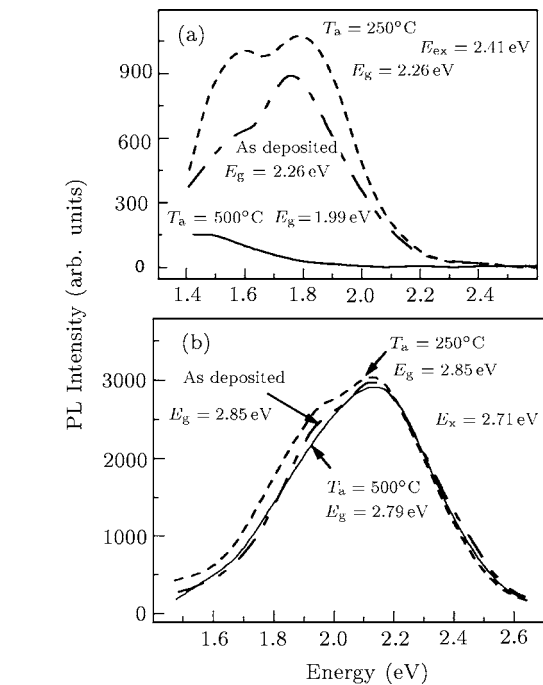 (a)
T_a = 250°C
E_ex = 2.41 eV
E_g = 2.26 eV
900
600
As deposited
E_g = 2.26 eV
300
T_a = 500°C E_g = 1.99 eV
0
1.4 1.6 1.8 2.0 2.2 2.4
PL Intensity (arb. units)
(b)
T_a = 250°C
E_g = 2.85 eV
As deposited
E_g = 2.85 eV
E_x = 2.71 eV
3000
2000
T_a = 500°C
E_g = 2.79 eV
1000
0
1.6 1.8 2.0 2.2 2.4 2.6
Energy (eV)